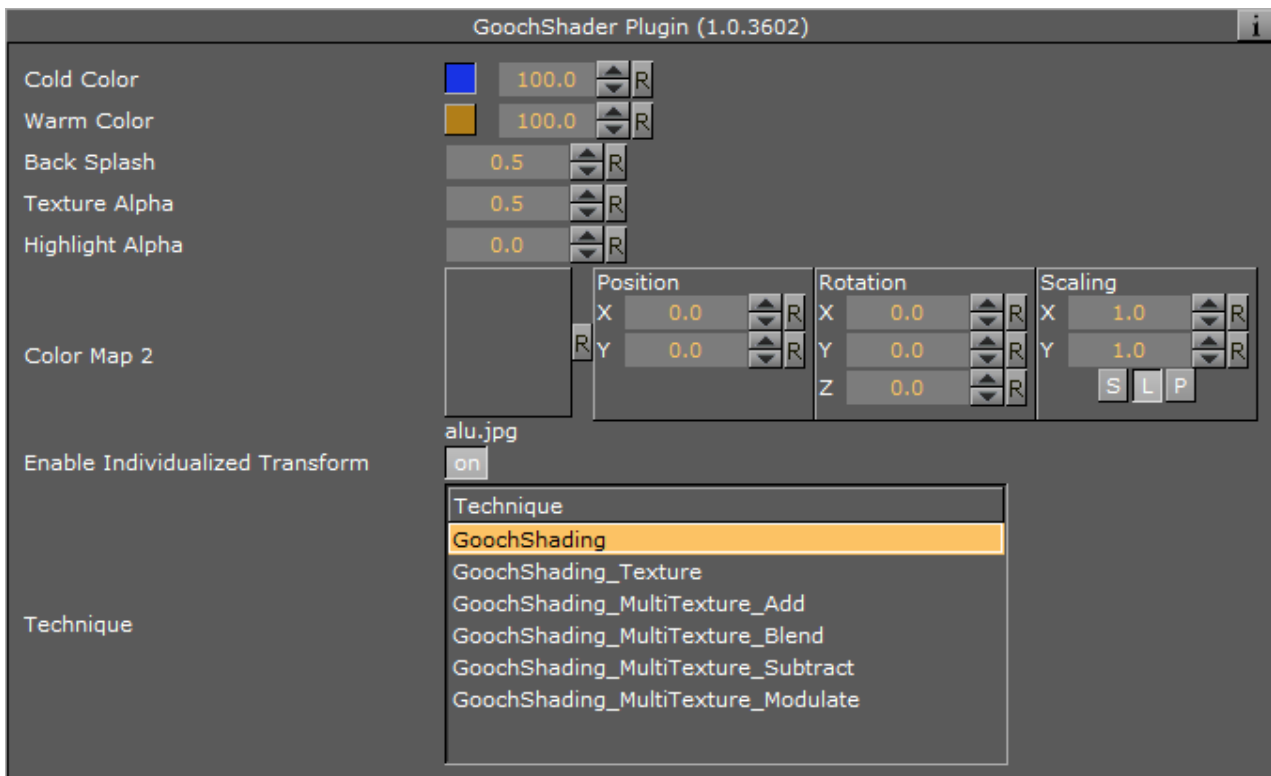 GoochShader Plugin (1.0.3602) i
Cold Color 100.0 R
Warm Color 100.0 R
Back Splash 0.5 R
Texture Alpha 0.5 R
Highlight Alpha 0.0 R
Position Rotation Scaling
X 0.0 R X 0.0 R X 1.0 R
Color Map 2 R Y 0.0 R Y 0.0 R Y 1.0 R
Z 0.0 R S L P
alu.jpg
Enable Individualized Transform on
Technique
GoochShading
GoochShading_Texture
GoochShading_MultiTexture_Add
Technique
GoochShading_MultiTexture_Blend
GoochShading_MultiTexture_Subtract
GoochShading_MultiTexture_Modulate